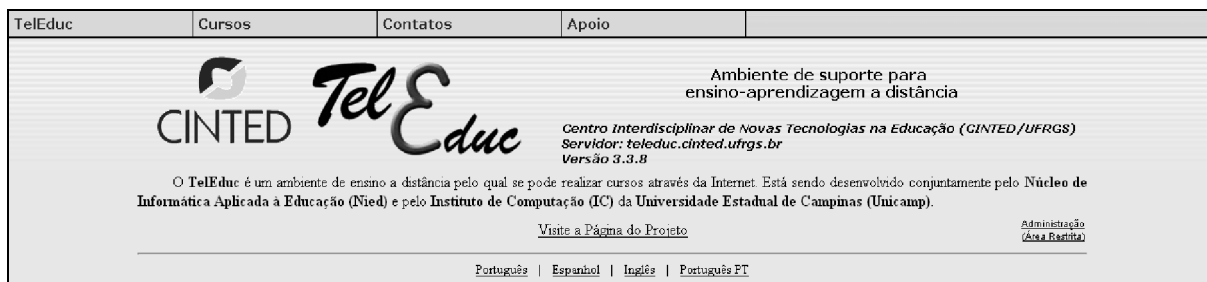 TelEduc Cursos Contatos Apoio
CINTED
TelEduc
Ambiente de suporte para
ensino-aprendizagem a distância
Centro Interdisciplinar de Novas Tecnologias na Educação (CINTED/UFRGS)
Servidor: teleduc.cinted.ufrgs.br
Versão 3.3.8
O TelEduc é um ambiente de ensino a distância pelo qual se pode realizar cursos através da Internet. Está sendo desenvolvido conjuntamente pelo Núcleo de
Informática Aplicada à Educação (Nied) e pelo Instituto de Computação (IC) da Universidade Estadual de Campinas (Unicamp).
Visite a Página do Projeto
Administração
(Área Restrita)
Português | Espanhol | Inglês | Português PT